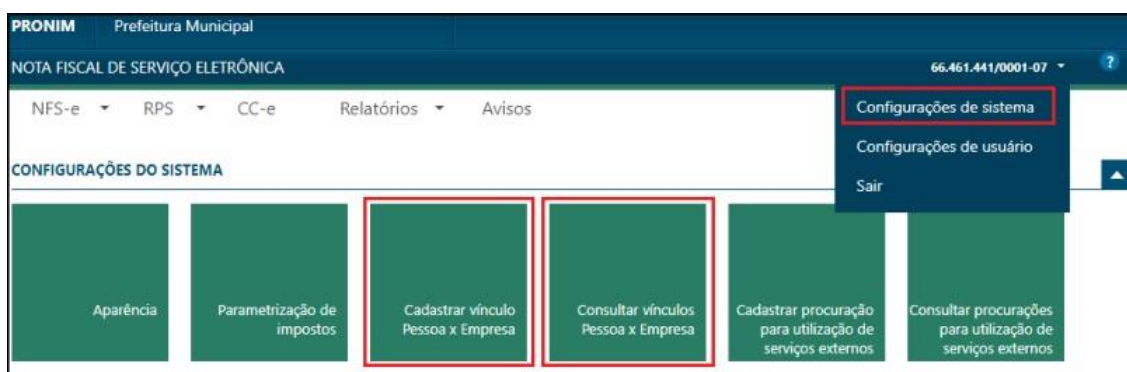 PRONIM Prefeitura Municipal
NOTA FISCAL DE SERVIÇO ELETRÔNICA 66.461.441/0001-07 ?
NFS-e RPS CC-e Relatórios Avisos
Configurações de sistema
Configurações de usuário
Sair
CONFIGURAÇÕES DO SISTEMA
Aparência
Parametrização de
impostos
Cadastrar vínculo
Pessoa x Empresa
Consultar vínculos
Pessoa x Empresa
Cadastrar procuração
para utilização de
serviços externos
Consultar procurações
para utilização de
serviços externos